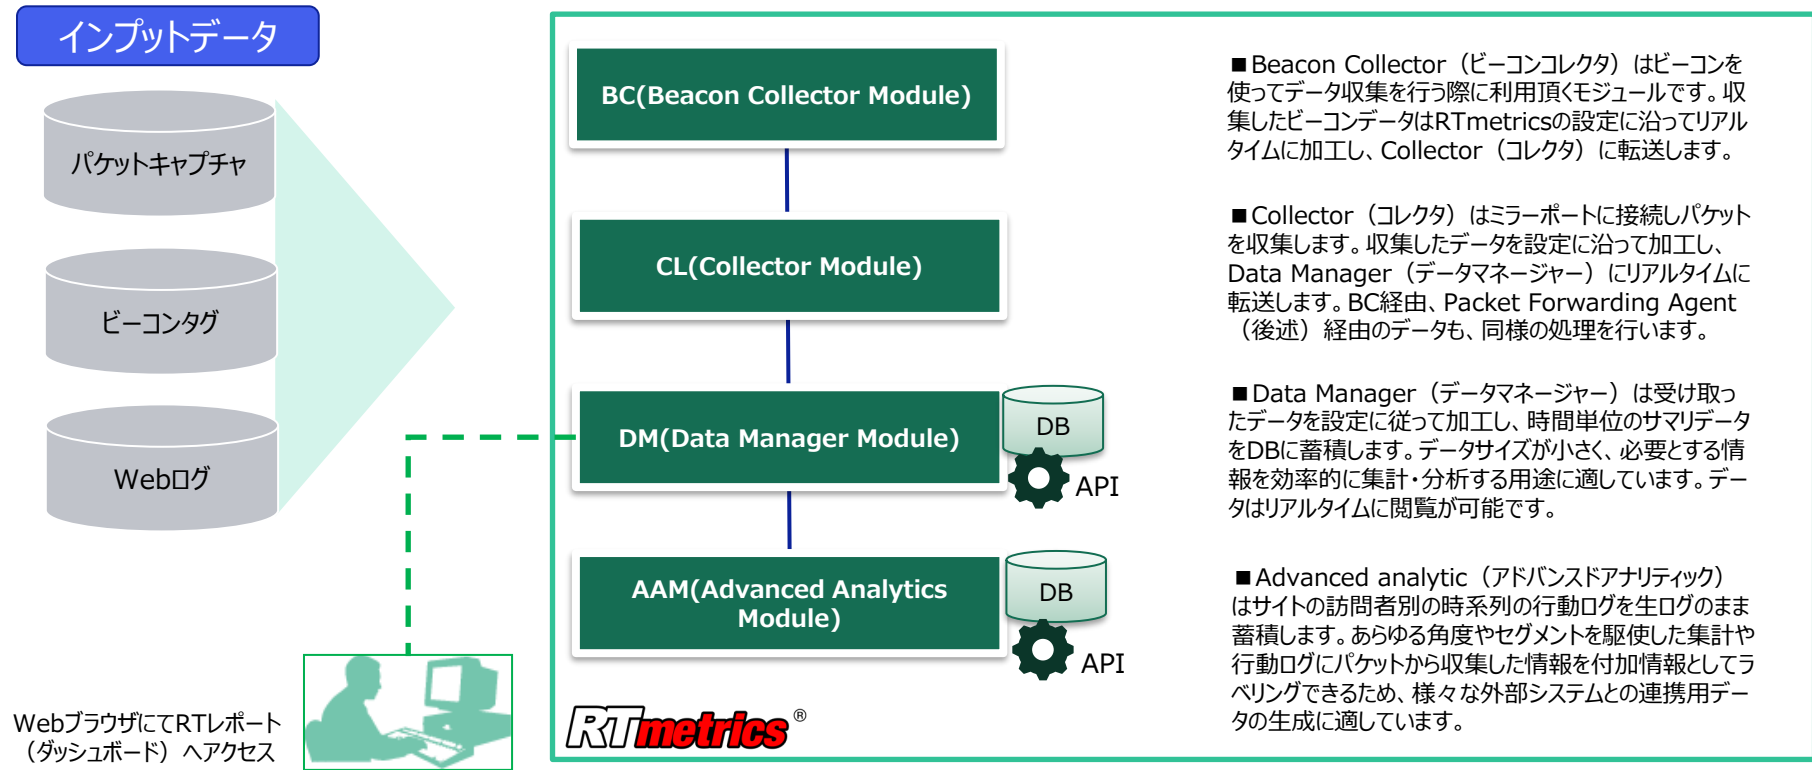 インプットデータ
パケットキャプチャ
ビーコンタグ
Webログ
WebブラウザにてRTレポート
（ダッシュボード）へアクセス
BC(Beacon Collector Module)
CL(Collector Module)
DM(Data Manager Module)
DB
API
AAM(Advanced Analytics
Module)
DB
API
RTmetrics®
■Beacon Collector（ビーコンコレクタ）はビーコンを
使ってデータ収集を行う際に利用頂くモジュールです。収
集したビーコンデータはRTmetricsの設定に沿ってリアル
タイムに加工し、Collector（コレクタ）に転送します。
■Collector（コレクタ）はミラーポートに接続しパケット
を収集します。収集したデータを設定に沿って加工し、
Data Manager（データマネージャー）にリアルタイムに
転送します。BC経由、Packet Forwarding Agent
（後述）経由のデータも、同様の処理を行います。
■Data Manager（データマネージャー）は受け取っ
たデータを設定に従って加工し、時間単位のサマリデータ
をDBに蓄積します。データサイズが小さく、必要とする情
報を効率的に集計・分析する用途に適しています。デー
タはリアルタイムに閲覧が可能です。
■Advanced analytic（アドバンスドアナリティック）
はサイトの訪問者別の時系列の行動ログを生ログのまま
蓄積します。あらゆる角度やセグメントを駆使した集計や
行動ログにパケットから収集した情報を付加情報としてラ
ベリングできるため、様々な外部システムとの連携用デー
タの生成に適しています。